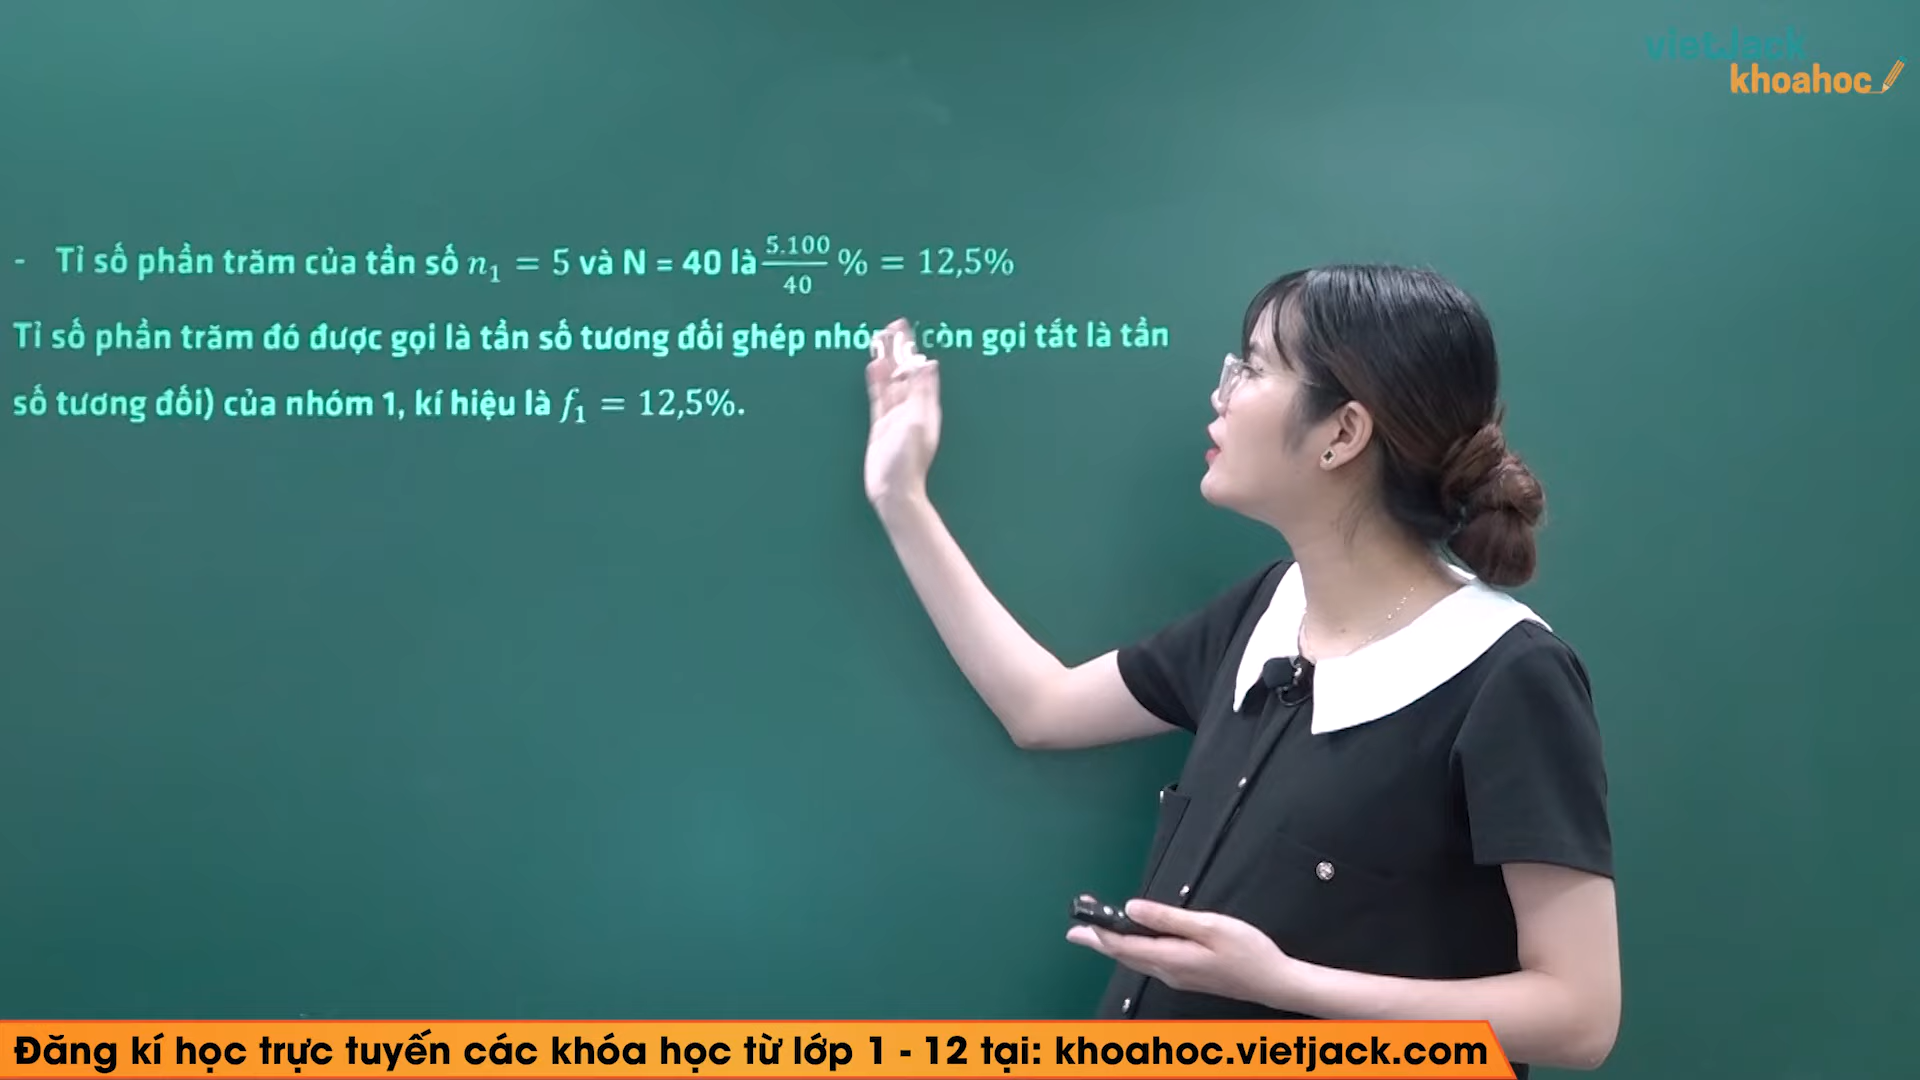 vietJack
khoahoc
- Tỉ số phần trăm của tần số n₁ = 5 và N = 40 là 5.100/40 % = 12,5%
Tỉ số phần trăm đó được gọi là tần số tương đối ghép còn gọi tắt là tần
số tương đối) của nhóm 1, kí hiệu là f₁ = 12,5%.
Đăng kí học trực tuyến các khóa học từ lớp 1 - 12 tại: khoahoc.vietjack.com